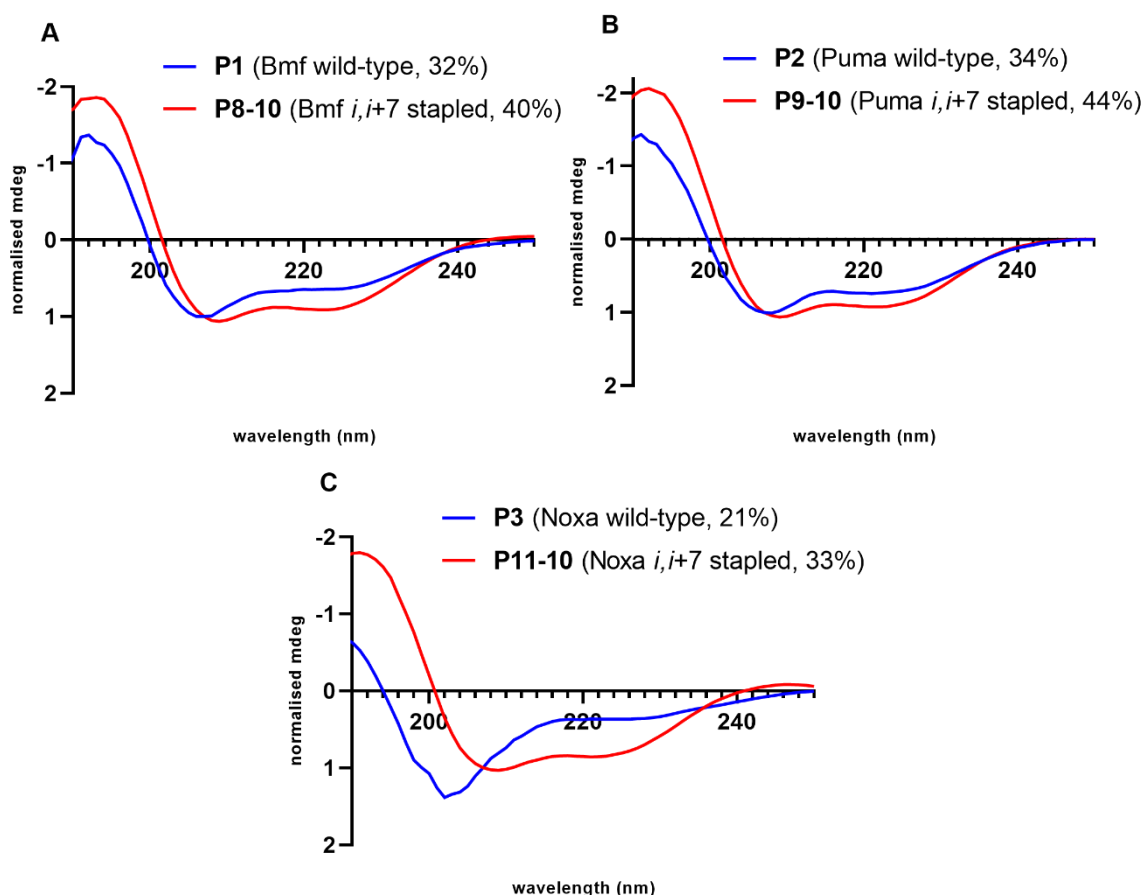 A
P1 (Bmf wild-type, 32%)
P8-10 (Bmf i,i+7 stapled, 40%)
normalised mdeg
-2
-1
0
1
2
200
220
240
wavelength (nm)
B
P2 (Puma wild-type, 34%)
P9-10 (Puma i,i+7 stapled, 44%)
normalised mdeg
-2
-1
0
1
2
200
220
240
wavelength (nm)
C
P3 (Noxa wild-type, 21%)
P11-10 (Noxa i,i+7 stapled, 33%)
normalised mdeg
-2
-1
0
1
2
200
220
240
wavelength (nm)